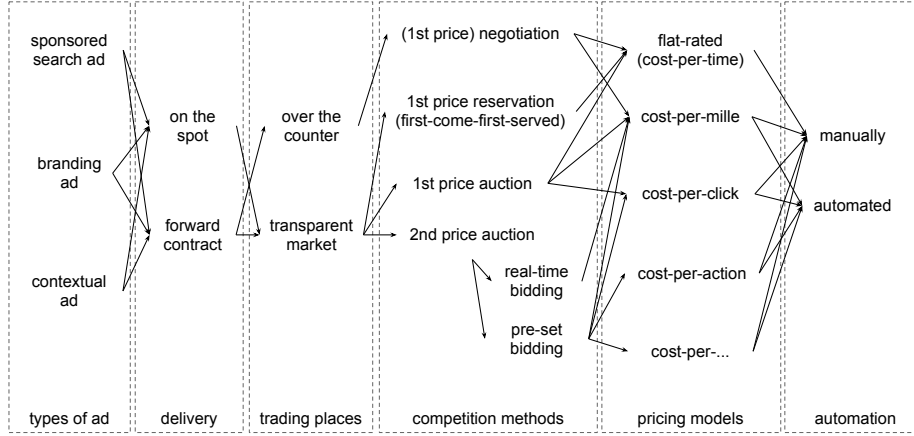 sponsored
search ad
branding
ad
contextual
ad
types of ad
on the
spot
forward
contract
delivery
over the
counter
transparent
market
trading places
(1st price) negotiation
1st price reservation
(first-come-first-served)
1st price auction
2nd price auction
real-time
bidding
pre-set
bidding
competition methods
flat-rated
(cost-per-time)
cost-per-mille
cost-per-click
cost-per-action
cost-per-...
pricing models
manually
automated
automation